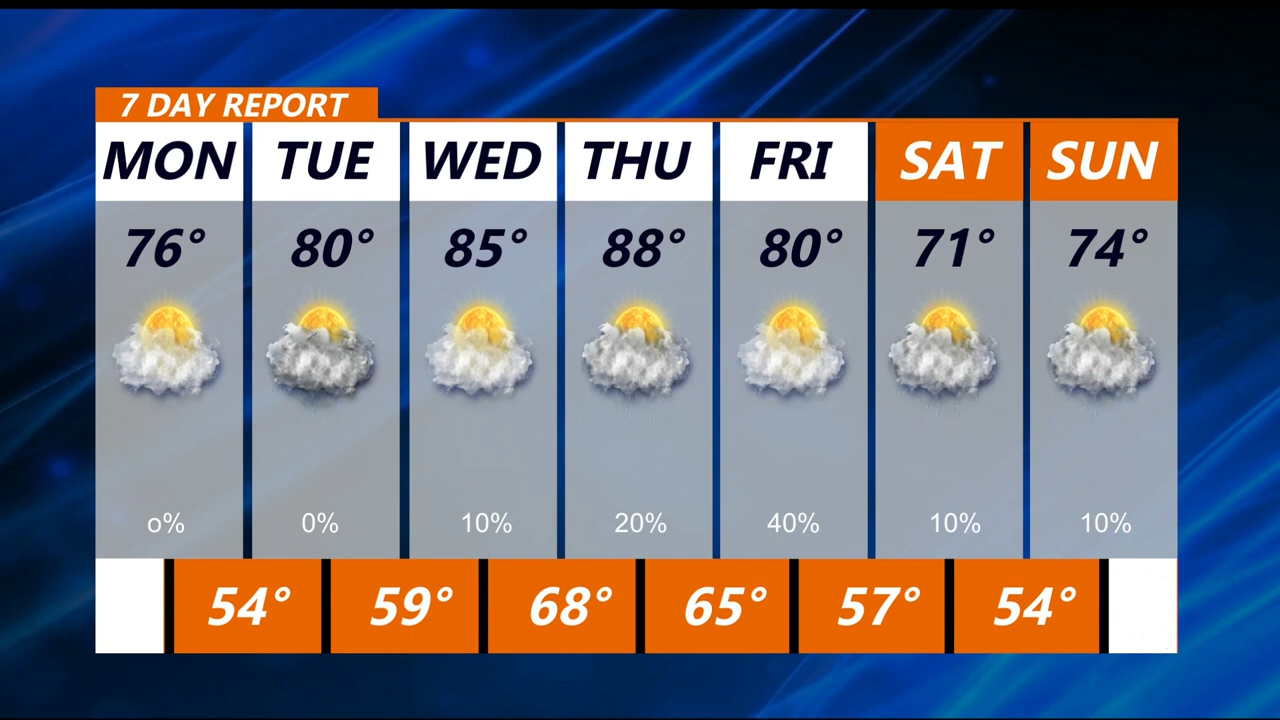 7 DAY REPORT
MON TUE WED THU FRI SAT SUN
76° 80° 85° 88° 80° 71° 74°
o% 0% 10% 20% 40% 10% 10%
54° 59° 68° 65° 57° 54°